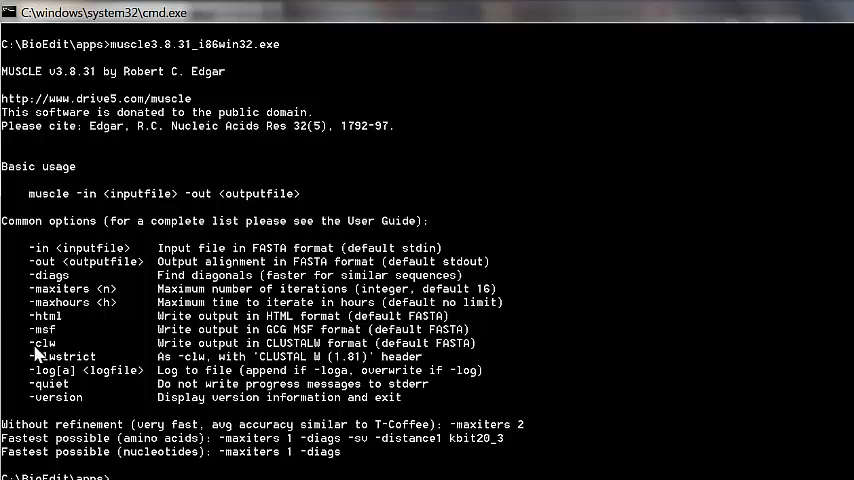 C:\windows\system32\cmd.exe
C:\BioEdit\apps>muscle3.8.31_i86win32.exe
MUSCLE v3.8.31 by Robert C. Edgar
http://www.drive5.com/muscle
This software is donated to the public domain.
Please cite: Edgar, R.C. Nucleic Acids Res 32(5), 1792-97.
Basic usage
muscle -in <inputfile> -out <outputfile>
Common options (for a complete list please see the User Guide):
-in <inputfile> Input file in FASTA format (default stdin)
-out <outputfile> Output alignment in FASTA format (default stdout)
-diags Find diagonals (faster for similar sequences)
-maxiters <n> Maximum number of iterations (integer, default 16)
-maxhours <h> Maximum time to iterate in hours (default no limit)
-html Write output in HTML format (default FASTA)
-msf Write output in GCG MSF format (default FASTA)
-clw Write output in CLUSTALW format (default FASTA)
-clwstrict As -clw, with 'CLUSTAL W (1.81)' header
-log[a] <logfile> Log to file (append if -loga, overwrite if -log)
-quiet Do not write progress messages to stderr
-version Display version information and exit
Without refinement (very fast, avg accuracy similar to T-Coffee): -maxiters 2
Fastest possible (amino acids): -maxiters 1 -diags -sv -distance1 kbit20_3
Fastest possible (nucleotides): -maxiters 1 -diags
C:\BioEdit\apps>